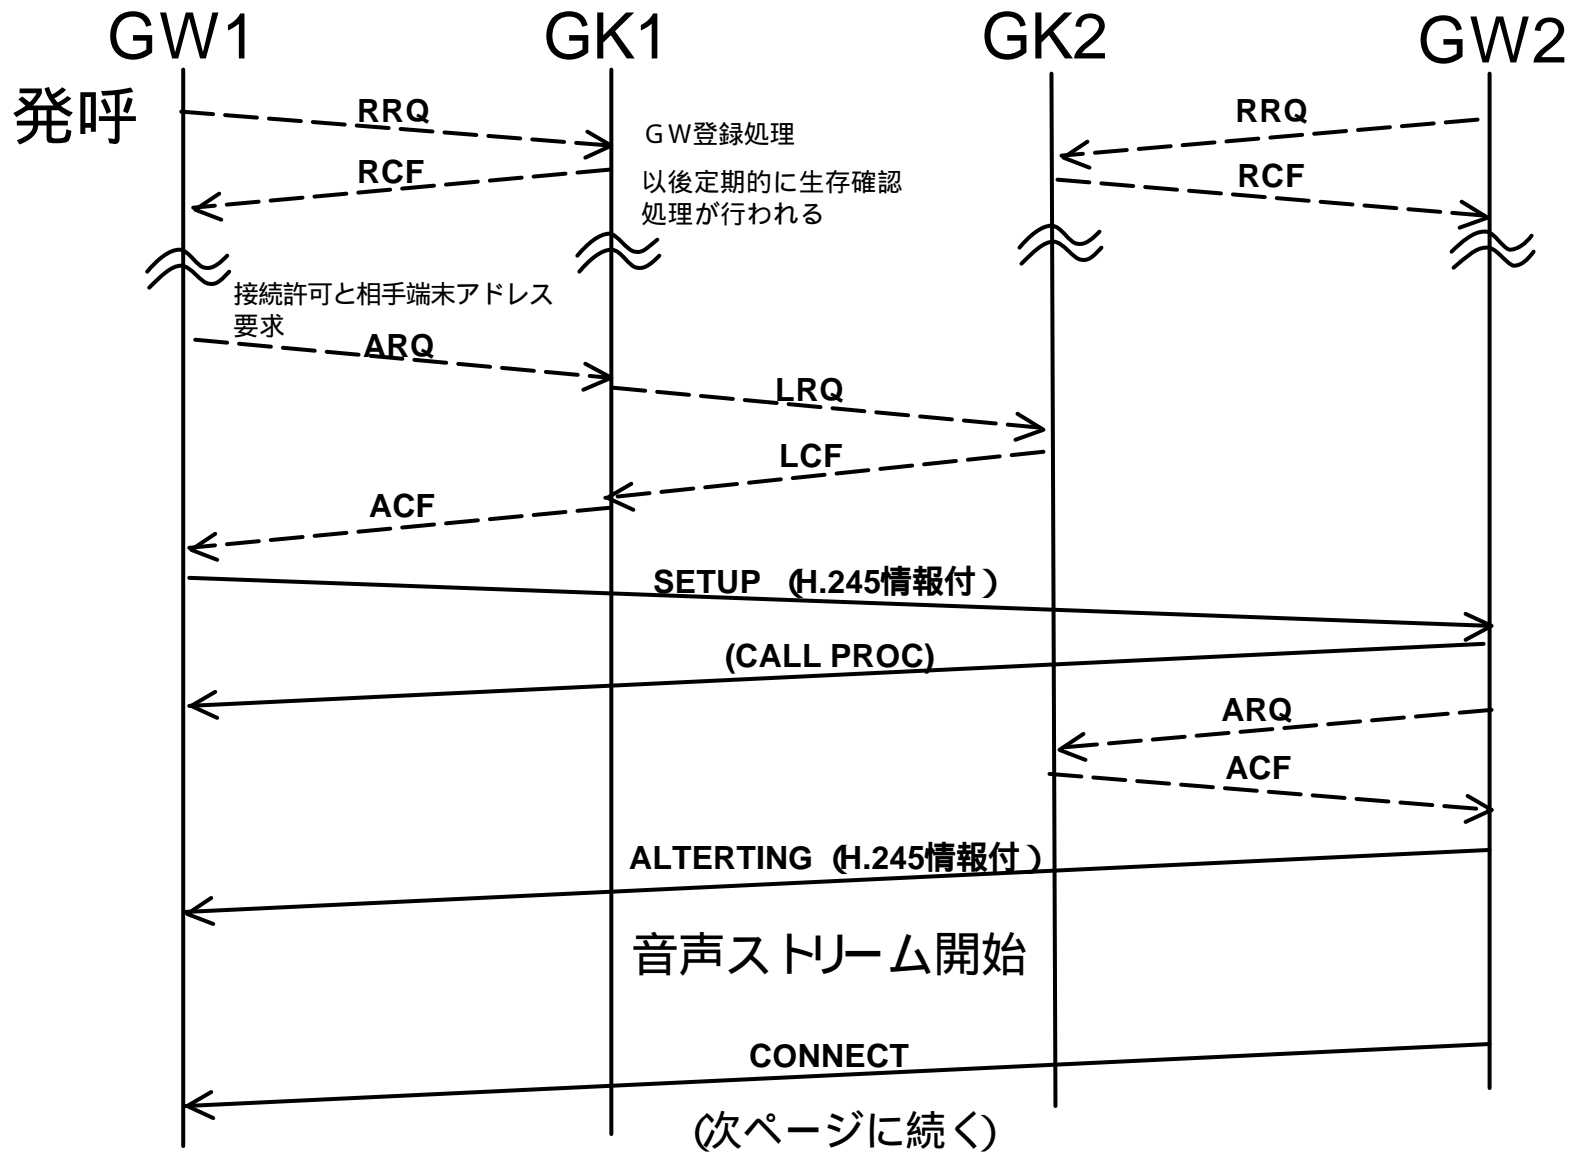 GW1
GK1
GK2
GW2
発呼
RRQ
GW登録処理
RRQ
RCF
以後定期的に生存確認
処理が行われる
RCF
接続許可と相手端末アドレス
要求
ARQ
LRQ
LCF
ACF
SETUP (H.245情報付)
(CALL PROC)
ARQ
ACF
ALTERTING (H.245情報付)
音声ストリーム開始
CONNECT
(次ページに続く)